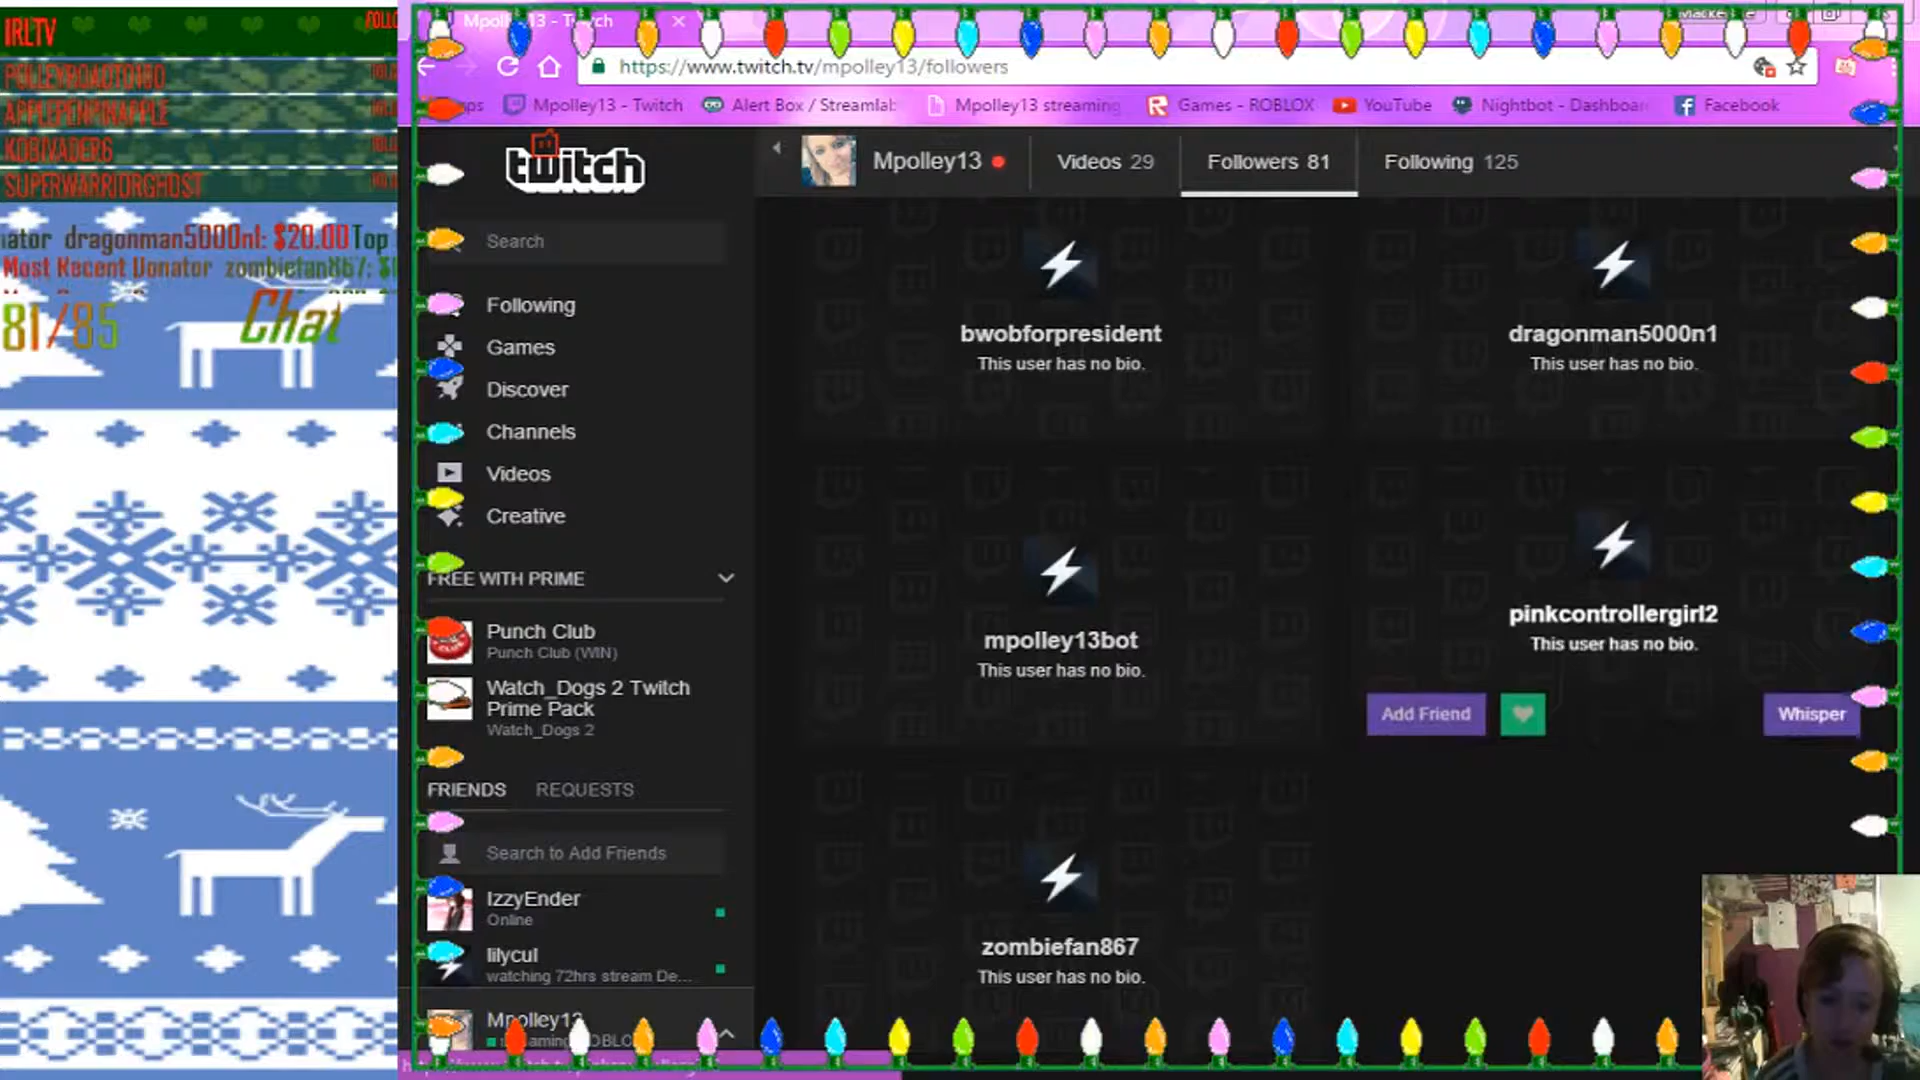 IRLTV
APPLEPENPINAPPLE
KOBIVADER6
SUPERWARRIORGHOST
ator dragonman5000n1: $20.00 Top
Most Recent Donator zombiefan867:
81/85
Chat
https://www.twitch.tv/mpolley13/followers
Mpolley13 - Twitch
Alert Box / Streamlab
Mpolley13 streaming
Games - ROBLOX
YouTube
Nightbot - Dashboar
Facebook
twitch
Mpolley13
Videos 29
Followers 81
Following 125
Search
Following
Games
Discover
Channels
Videos
Creative
FREE WITH PRIME
Punch Club
Punch Club (WIN)
Watch_Dogs 2 Twitch
Prime Pack
Watch_Dogs 2
FRIENDS REQUESTS
Search to Add Friends
IzzyEnder
Online
lilycul
watching 72hrs stream De...
Mpolley13
bwobforpresident
This user has no bio.
dragonman5000n1
This user has no bio.
mpolley13bot
This user has no bio.
pinkcontrollergirl2
This user has no bio.
Add Friend
Whisper
zombiefan867
This user has no bio.